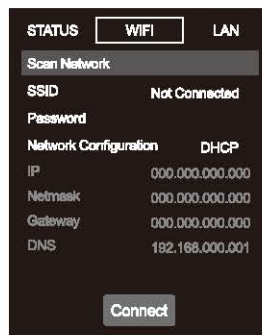 STATUS WIFI LAN
Scan Network
SSID Not Connected
Password
Network Configuration DHCP
IP 000.000.000.000
Netmask 000.000.000.000
Gateway 000.000.000.000
DNS 192.168.000.001
Connect